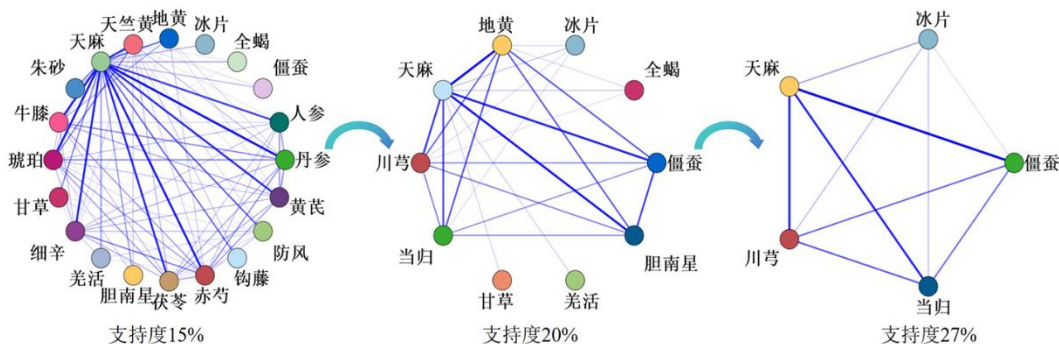 天竺黄
地黄
冰片
天麻
全蝎
朱砂
僵蚕
牛膝
人参
琥珀
丹参
甘草
黄芪
细辛
防风
羌活
钩藤
胆南星
茯苓
赤芍
支持度15%
地黄
冰片
天麻
全蝎
川芎
僵蚕
当归
胆南星
甘草
羌活
支持度20%
冰片
天麻
僵蚕
川芎
当归
支持度27%